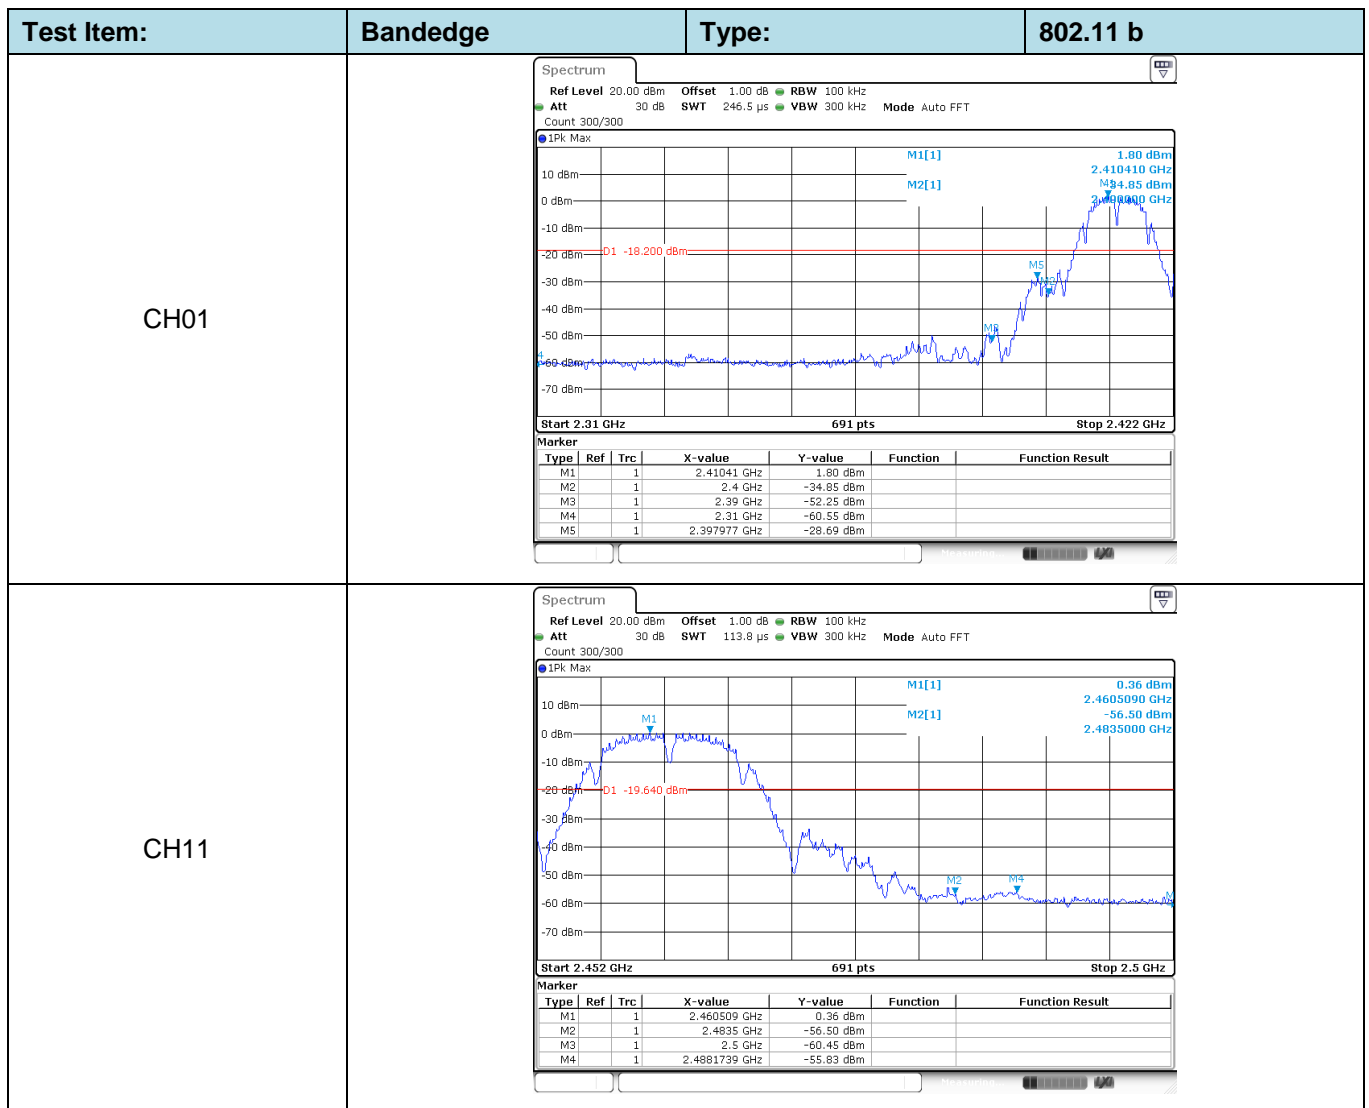 Test Item: Bandedge Type: 802.11 b
CH01
Spectrum
Ref Level 20.00 dBm Offset 1.00 dB RBW 100 kHz
Att 30 dB SWT 246.5 µs VBW 300 kHz Mode Auto FFT
Count 300/300
1Pk Max
M1[1] 1.80 dBm
2.410410 GHz
M2[1] -34.85 dBm
GHz
10 dBm
0 dBm
-10 dBm
D1 -18.200 dBm
-20 dBm
M5
-30 dBm
M2
-40 dBm
-50 dBm
-60 dBm
-70 dBm
Start 2.31 GHz 691 pts Stop 2.422 GHz
Marker
Type Ref Trc X-value Y-value Function Function Result
M1 1 2.41041 GHz 1.80 dBm
M2 1 2.4 GHz -34.85 dBm
M3 1 2.39 GHz -52.25 dBm
M4 1 2.31 GHz -60.55 dBm
M5 1 2.397977 GHz -28.69 dBm
Measuring...
CH11
Spectrum
Ref Level 20.00 dBm Offset 1.00 dB RBW 100 kHz
Att 30 dB SWT 113.8 µs VBW 300 kHz Mode Auto FFT
Count 300/300
1Pk Max
M1[1] 0.36 dBm
2.4605090 GHz
M2[1] -56.50 dBm
2.4835000 GHz
10 dBm
M1
0 dBm
-10 dBm
-20 dBm
D1 -19.640 dBm
-30 dBm
-40 dBm
-50 dBm
M2 M4
-60 dBm
-70 dBm
Start 2.452 GHz 691 pts Stop 2.5 GHz
Marker
Type Ref Trc X-value Y-value Function Function Result
M1 1 2.460509 GHz 0.36 dBm
M2 1 2.4835 GHz -56.50 dBm
M3 1 2.5 GHz -60.45 dBm
M4 1 2.4881739 GHz -55.83 dBm
Measuring...